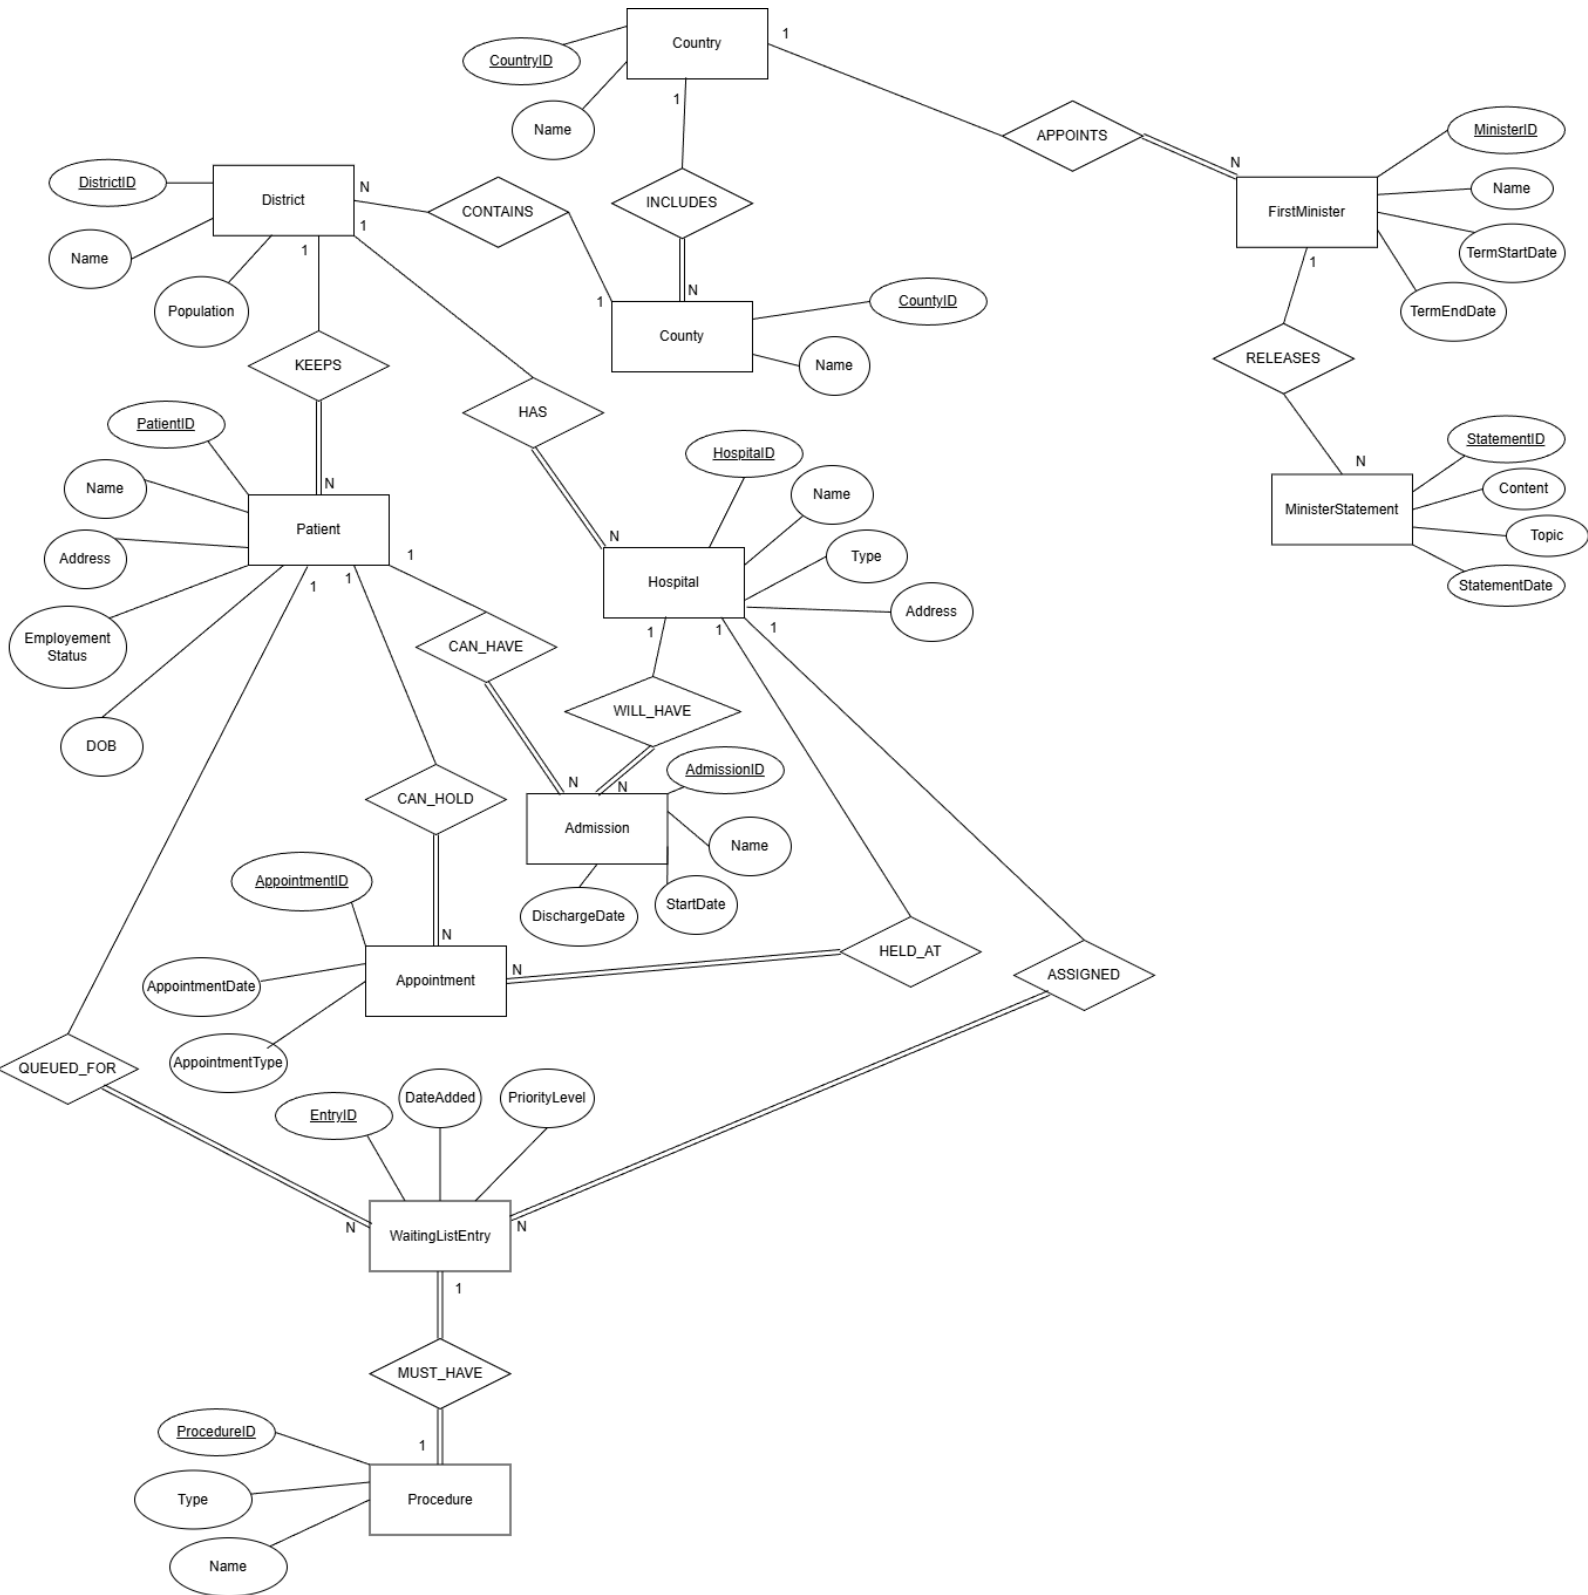 Country
1
CountryID
Name
1
APPOINTS
MinisterID
N
Name
FirstMinister
TermStartDate
TermEndDate
1
DistrictID
District
N
1
CONTAINS
INCLUDES
Name
1
Population
1
N
CountyID
County
Name
KEEPS
RELEASES
HAS
PatientID
HospitalID
StatementID
N
Name
N
Name
Content
MinisterStatement
Patient
N
Topic
Address
1
Type
Hospital
1
1
StatementDate
Address
Employement
Status
CAN_HAVE
1
1
1
WILL_HAVE
DOB
AdmissionID
N
N
CAN_HOLD
Admission
Name
AppointmentID
StartDate
DischargeDate
N
HELD_AT
N
Appointment
ASSIGNED
AppointmentDate
AppointmentType
QUEUED_FOR
DateAdded
PriorityLevel
EntryID
N
N
WaitingListEntry
1
MUST_HAVE
ProcedureID
1
Type
Procedure
Name